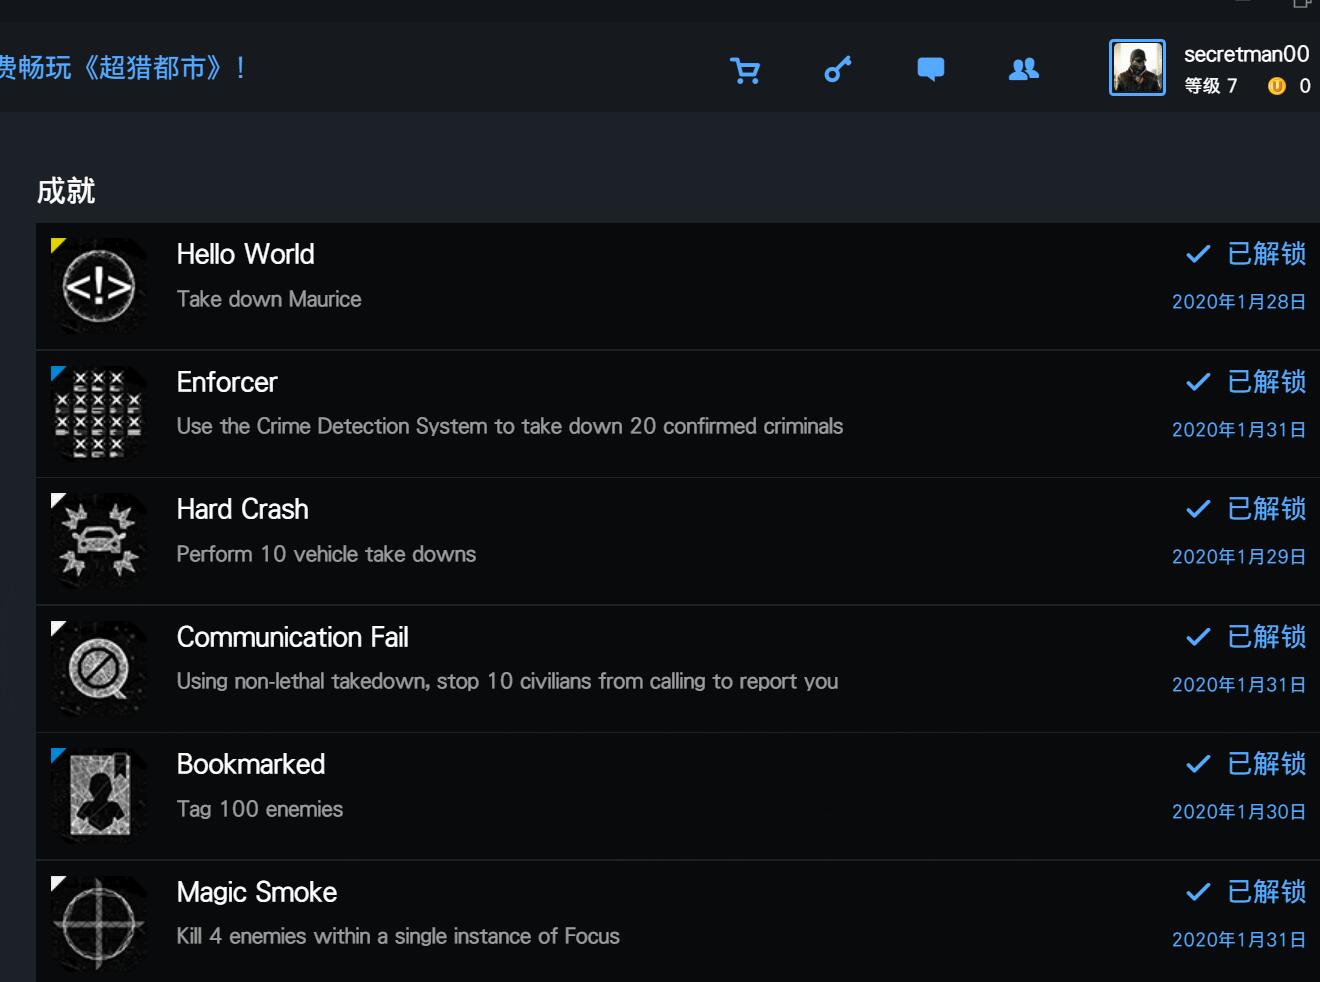 费畅玩《超猎都市》！
secretman00
等级 7 0
成就
Hello World
已解锁
Take down Maurice
2020年1月28日
Enforcer
已解锁
Use the Crime Detection System to take down 20 confirmed criminals
2020年1月31日
Hard Crash
已解锁
Perform 10 vehicle take downs
2020年1月29日
Communication Fail
已解锁
Using non-lethal takedown, stop 10 civilians from calling to report you
2020年1月31日
Bookmarked
已解锁
Tag 100 enemies
2020年1月30日
Magic Smoke
已解锁
Kill 4 enemies within a single instance of Focus
2020年1月31日